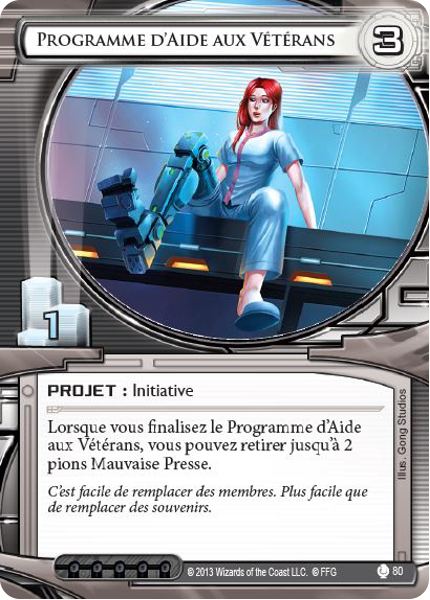 Programme d'Aide aux Vétérans
3
1
PROJET : Initiative
Lorsque vous finalisez le Programme d'Aide
aux Vétérans, vous pouvez retirer jusqu'à 2
pions Mauvaise Presse.
C'est facile de remplacer des membres. Plus facile que
de remplacer des souvenirs.
Illus. Gong Studios
© 2013 Wizards of the Coast LLC. © FFG
80